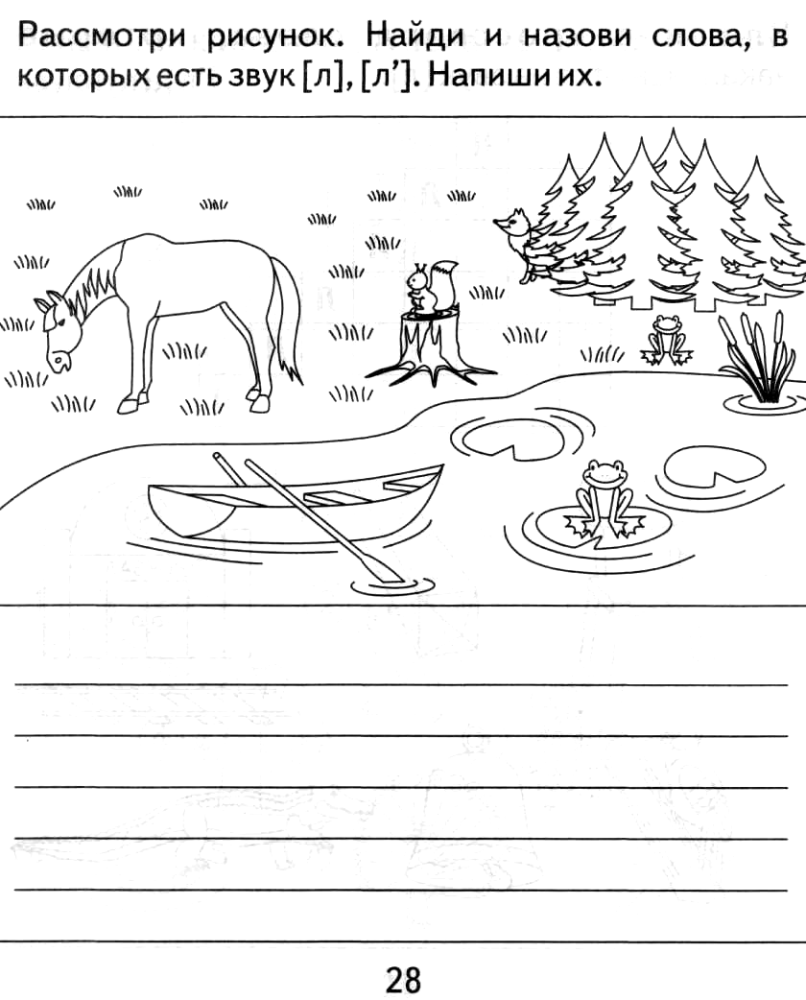 Рассмотри рисунок. Найди и назови слова, в
которых есть звук [л], [л’]. Напиши их.
28